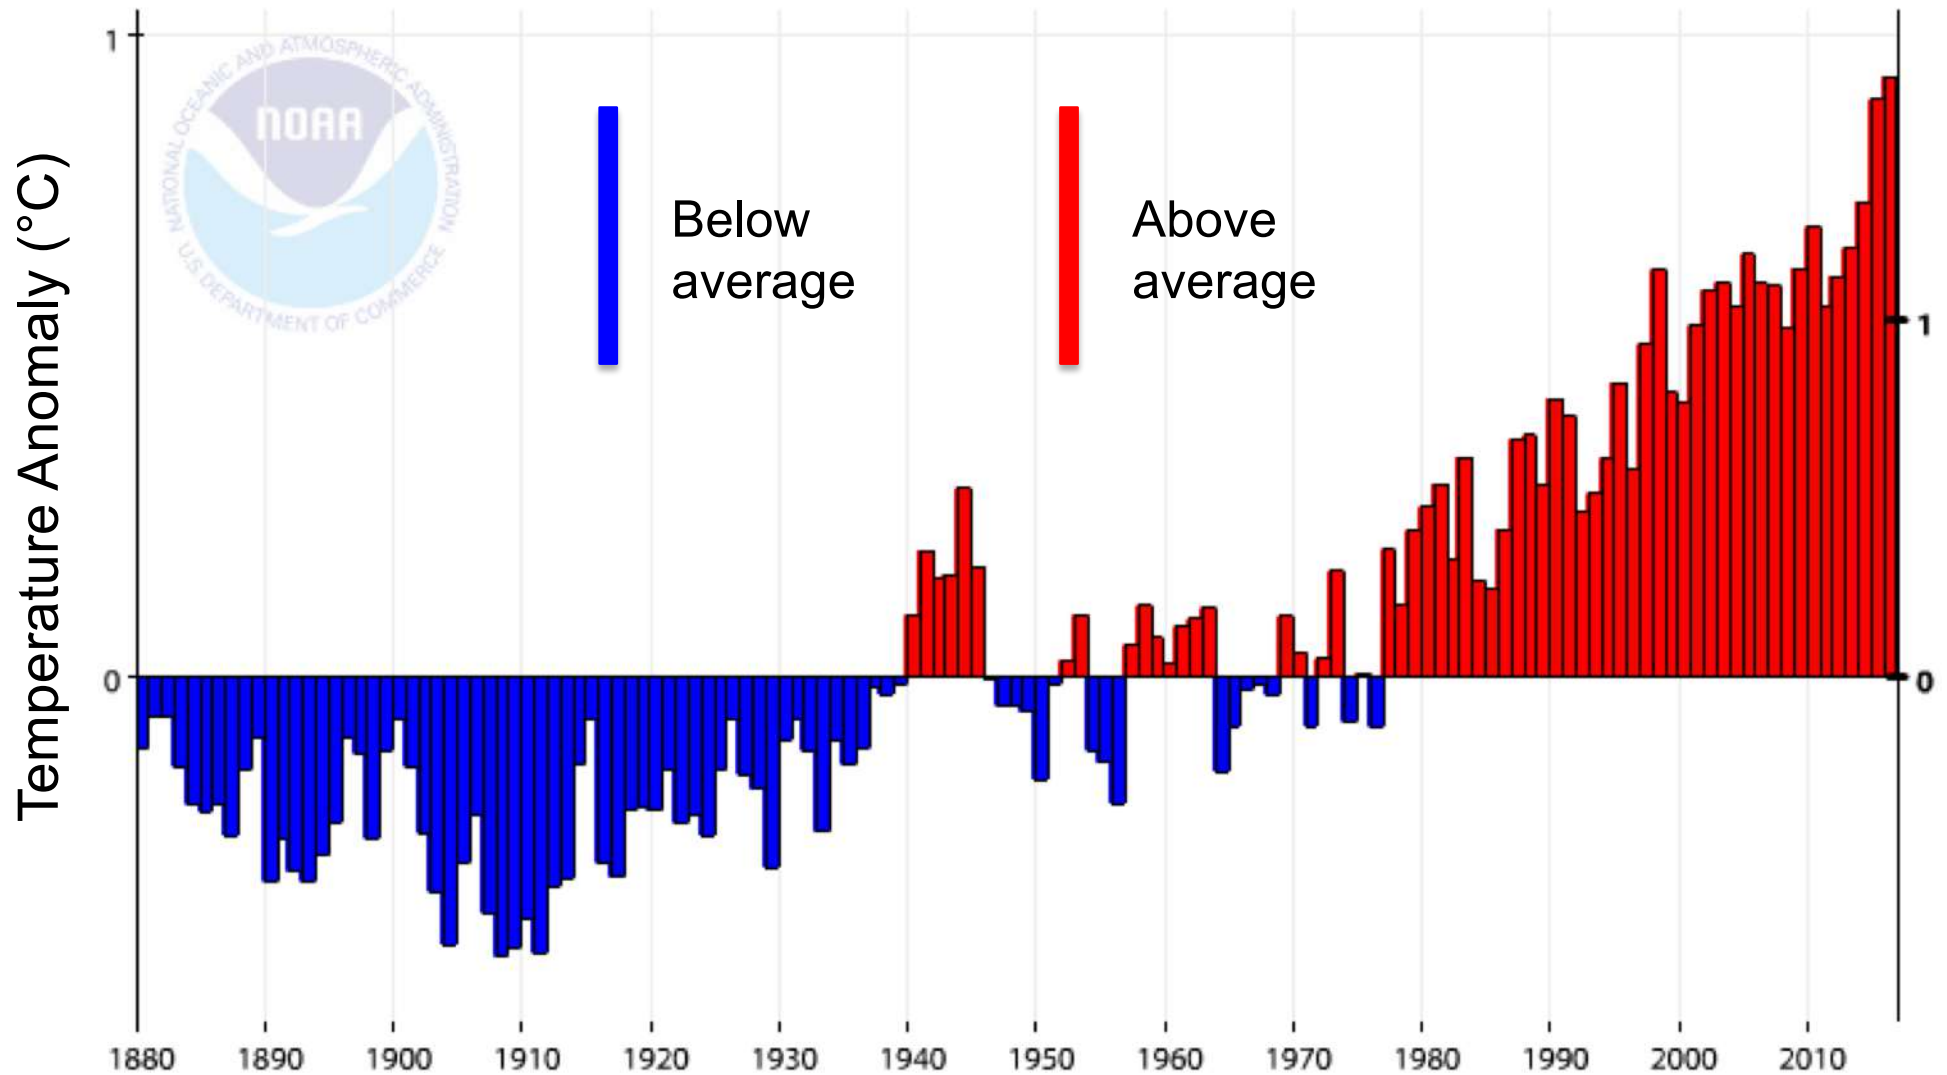 Temperature Anomaly (°C)
1
0
NATIONAL OCEANIC AND ATMOSPHERIC ADMINISTRATION
NOAA
U.S. DEPARTMENT OF COMMERCE
Below
average
Above
average
1
0
1880 1890 1900 1910 1920 1930 1940 1950 1960 1970 1980 1990 2000 2010